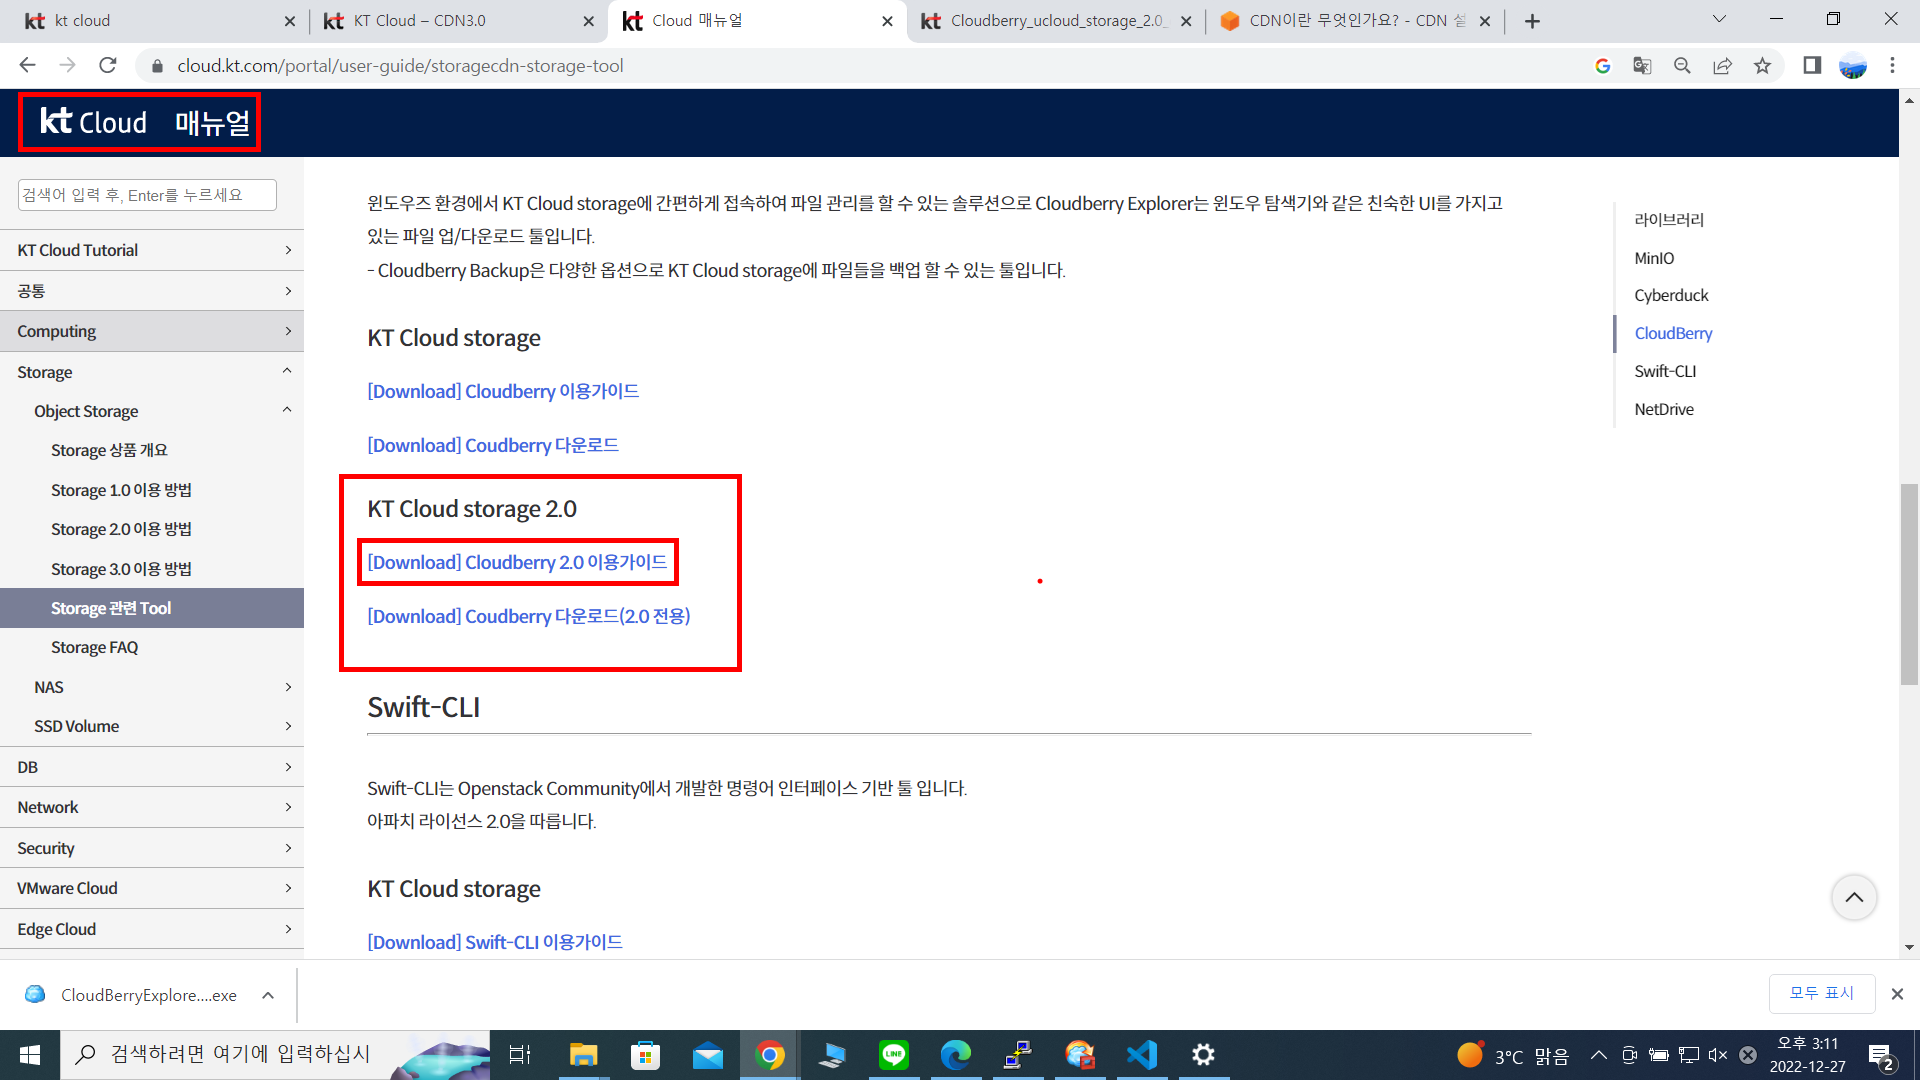 kt cloud
KT Cloud – CDN3.0
Cloud 매뉴얼
Cloudberry_ucloud_storage_2.0_
CDN이란 무엇인가요? - CDN 설
cloud.kt.com/portal/user-guide/storagecdn-storage-tool
kt Cloud 매뉴얼
검색어 입력 후, Enter를 누르세요
KT Cloud Tutorial
공통
Computing
Storage
Object Storage
Storage 상품 개요
Storage 1.0 이용 방법
Storage 2.0 이용 방법
Storage 3.0 이용 방법
Storage 관련 Tool
Storage FAQ
NAS
SSD Volume
DB
Network
Security
VMware Cloud
Edge Cloud
윈도우즈 환경에서 KT Cloud storage에 간편하게 접속하여 파일 관리를 할 수 있는 솔루션으로 Cloudberry Explorer는 윈도우 탐색기와 같은 친숙한 UI를 가지고
있는 파일 업/다운로드 툴입니다.
- Cloudberry Backup은 다양한 옵션으로 KT Cloud storage에 파일들을 백업 할 수 있는 툴입니다.
KT Cloud storage
[Download] Cloudberry 이용가이드
[Download] Coudberry 다운로드
KT Cloud storage 2.0
[Download] Cloudberry 2.0 이용가이드
[Download] Coudberry 다운로드(2.0 전용)
Swift-CLI
Swift-CLI는 Openstack Community에서 개발한 명령어 인터페이스 기반 툴 입니다.
아파치 라이선스 2.0을 따릅니다.
KT Cloud storage
[Download] Swift-CLI 이용가이드
라이브러리
MinIO
Cyberduck
CloudBerry
Swift-CLI
NetDrive
CloudBerryExplore....exe
모두 표시
검색하려면 여기에 입력하십시
LINE
3°C 맑음
오후 3:11
2022-12-27
2